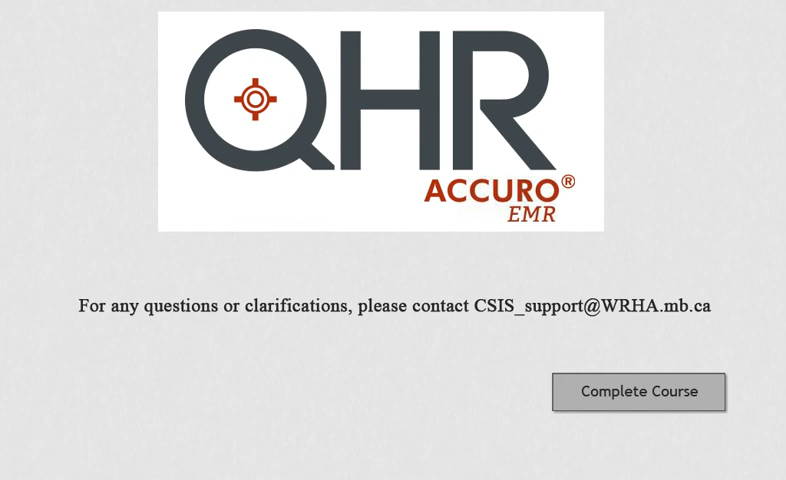 QHR
ACCURO®
EMR
For any questions or clarifications, please contact CSIS_support@WRHA.mb.ca
Complete Course